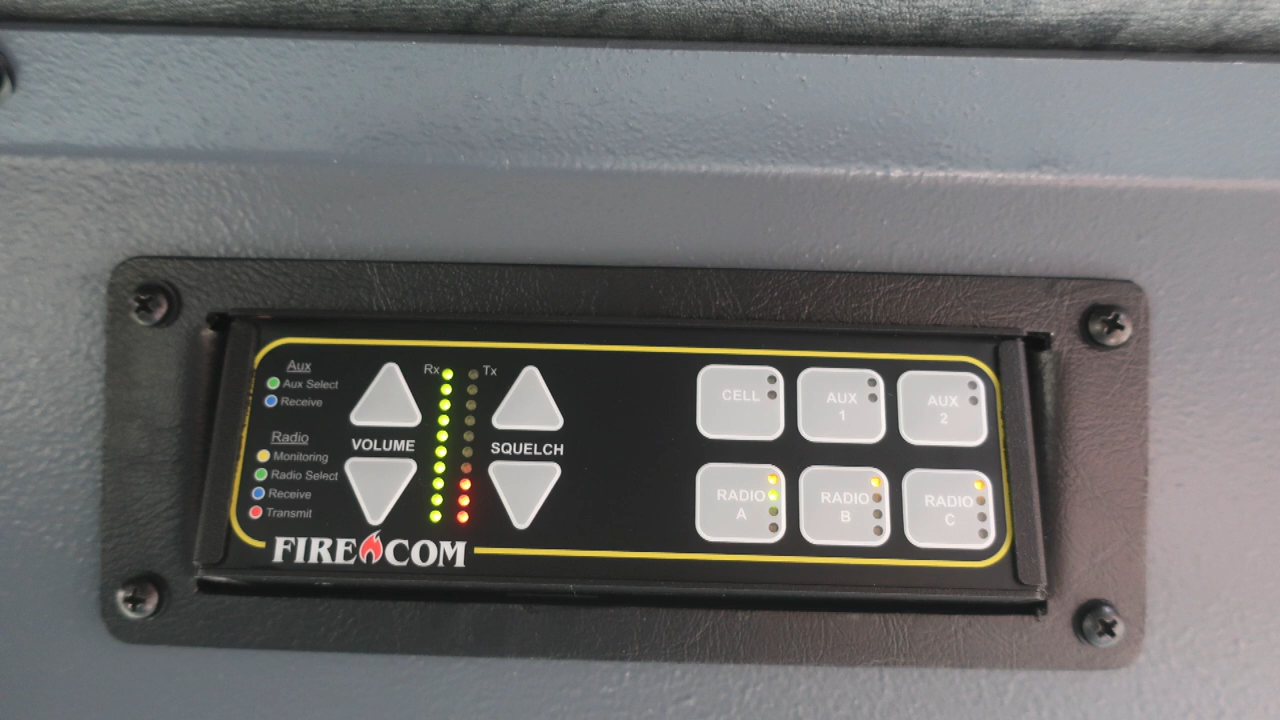 Aux
Aux Select
Receive
Radio
Monitoring
Radio Select
Receive
Transmit
VOLUME
Rx
Tx
SQUELCH
CELL
AUX
1
AUX
2
RADIO
A
RADIO
B
RADIO
C
FIRECOM